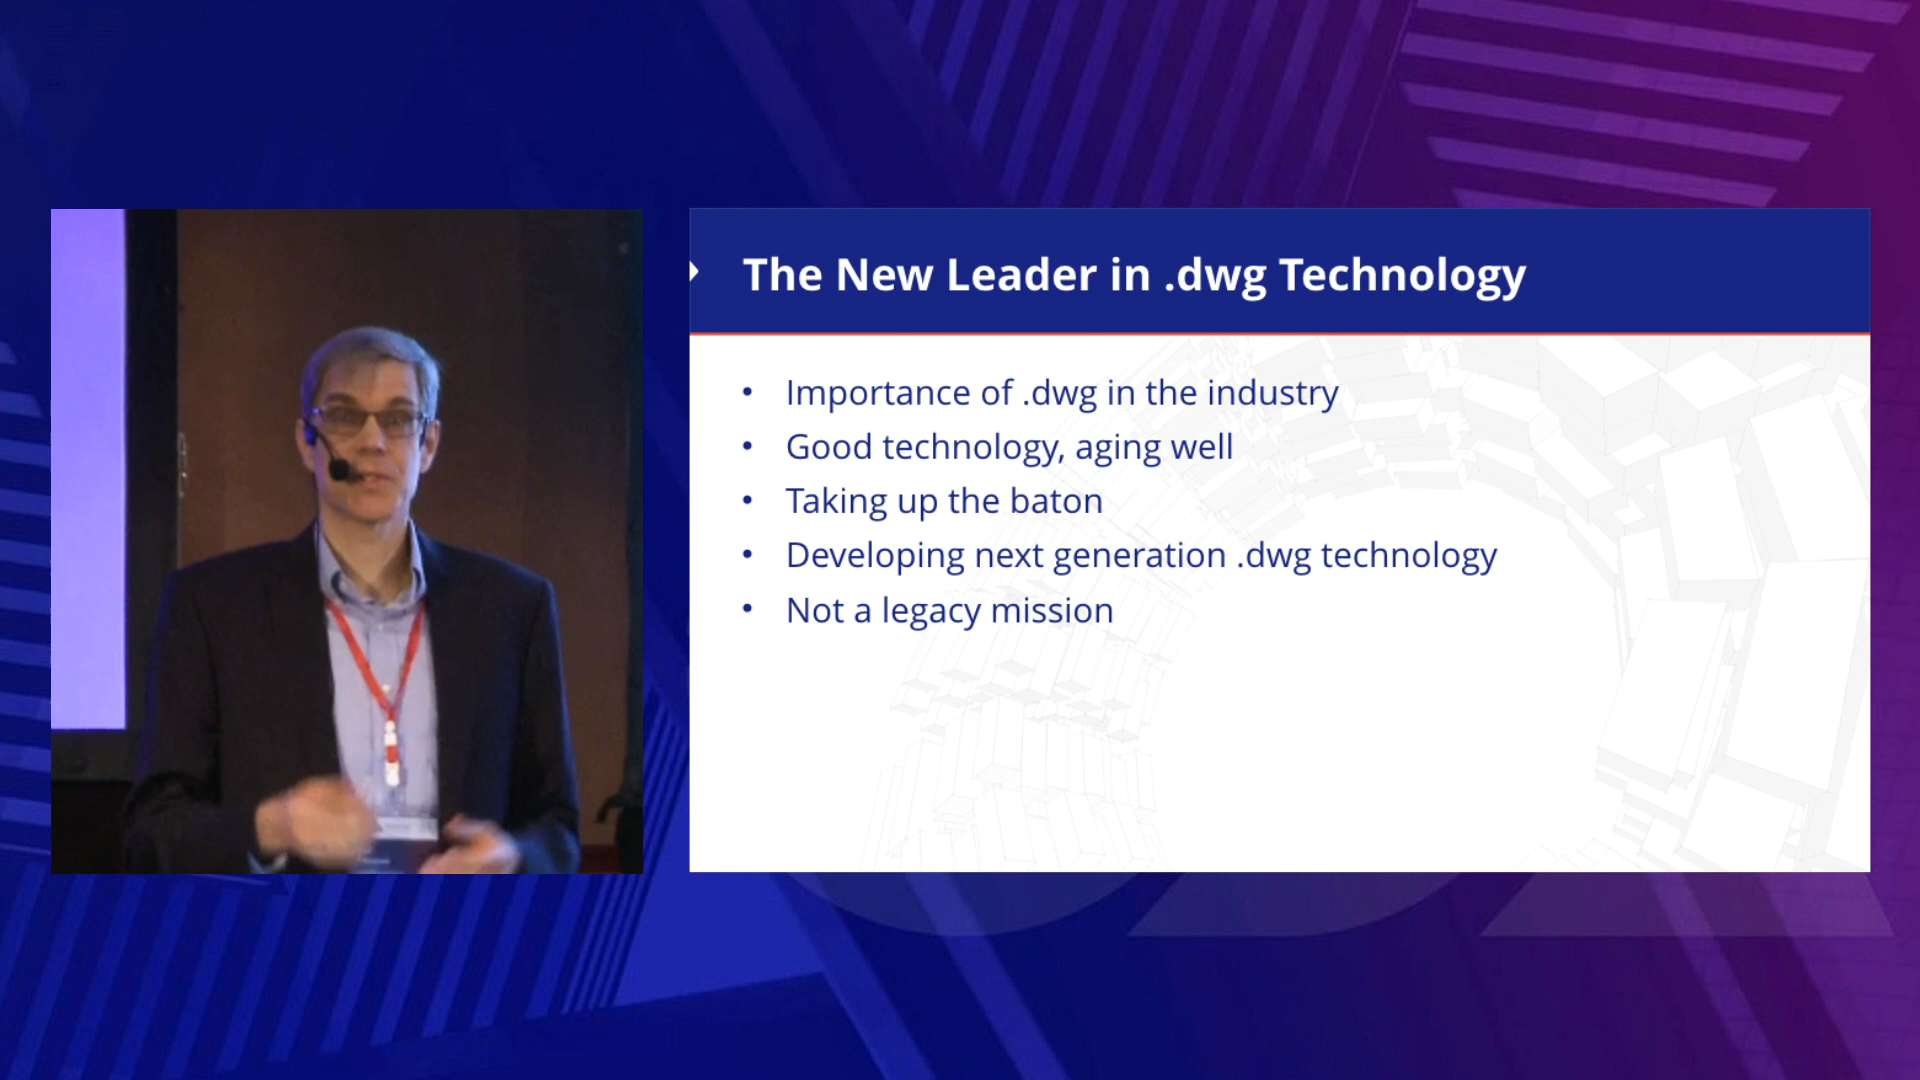 The New Leader in .dwg Technology
• Importance of .dwg in the industry
• Good technology, aging well
• Taking up the baton
• Developing next generation .dwg technology
• Not a legacy mission